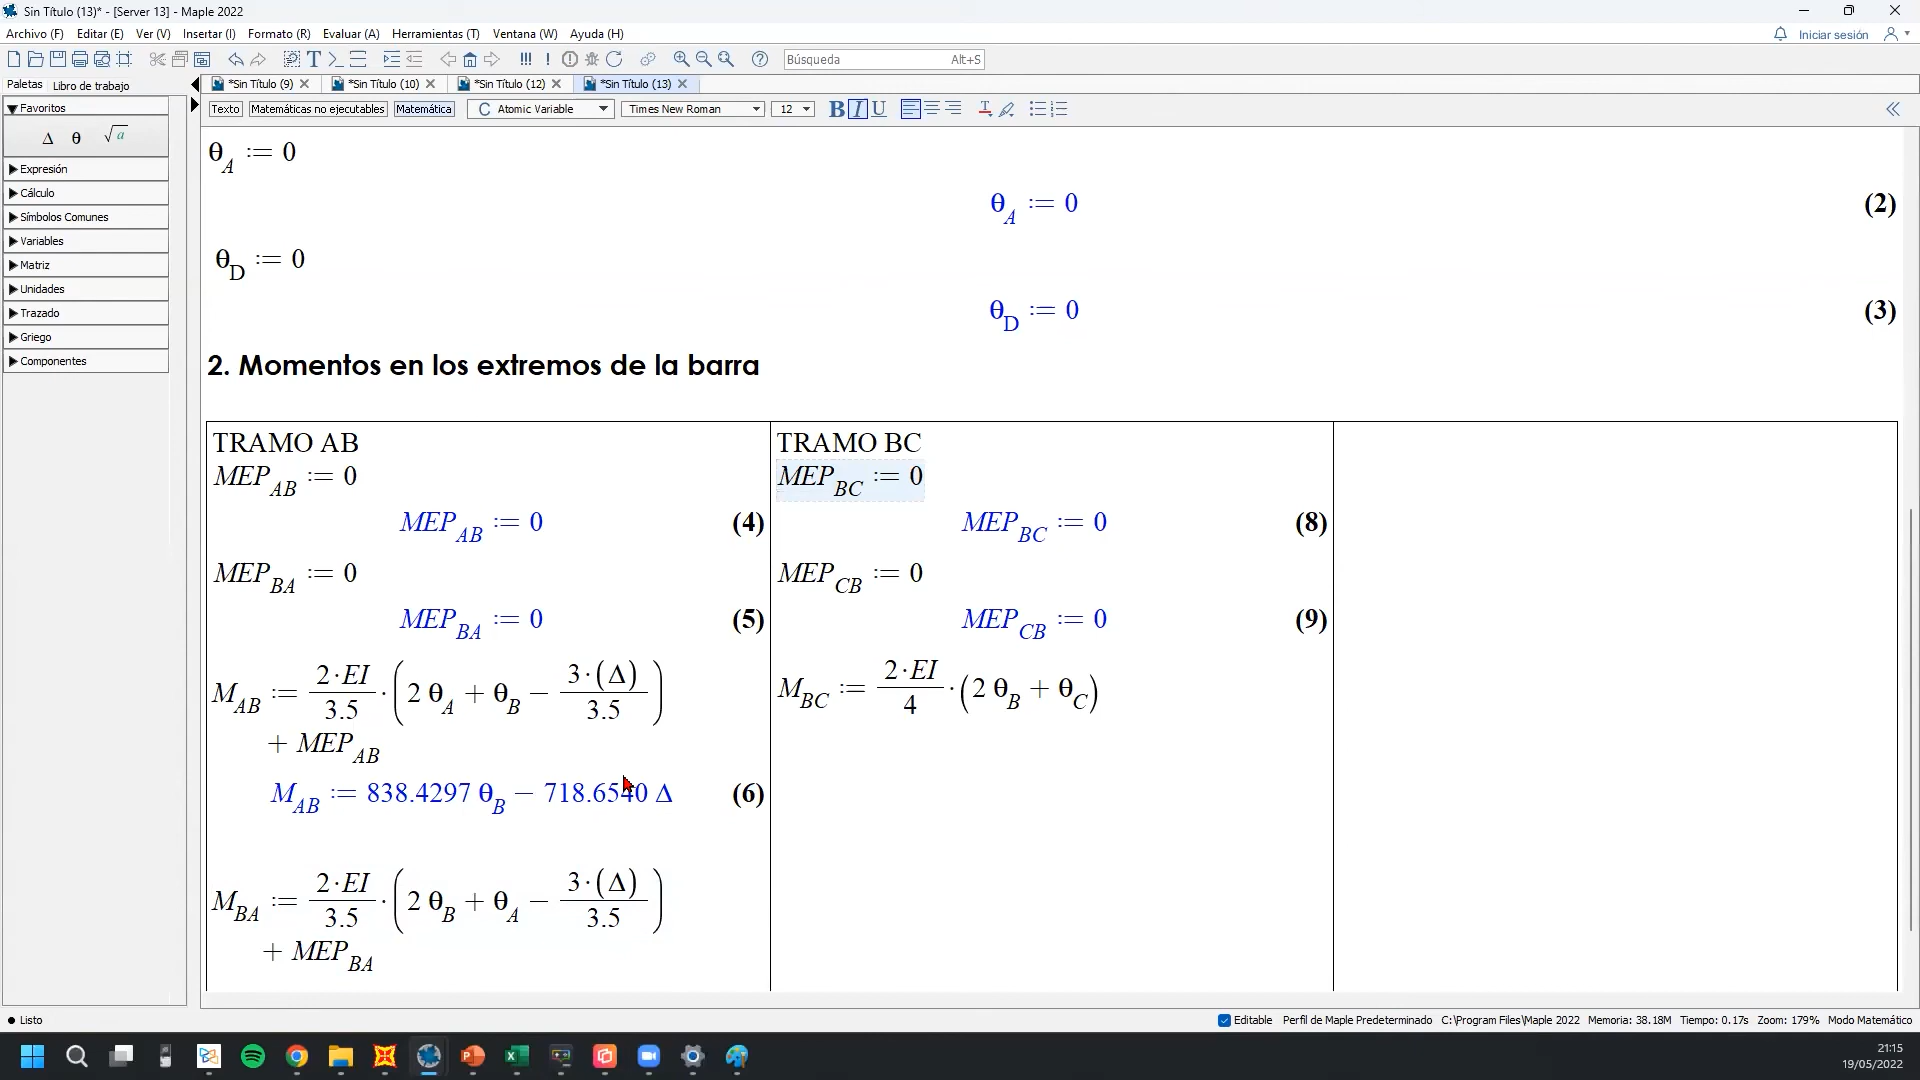 Sin Título (13)* - [Server 13] - Maple 2022
Archivo (F) Editar (E) Ver (V) Insertar (I) Formato (R) Evaluar (A) Herramientas (T) Ventana (W) Ayuda (H)
Iniciar sesión
Búsqueda Alt+S
Paletas Libro de trabajo
*Sin Título (9) *Sin Título (10) *Sin Título (12) *Sin Título (13)
Texto Matemáticas no ejecutables Matemática C Atomic Variable Times New Roman 12 B I U
Favoritos
Δ θ √a
Expresión
Cálculo
Símbolos Comunes
Variables
Matriz
Unidades
Trazado
Griego
Componentes
θ_A := 0
θ_A := 0 (2)
θ_D := 0
θ_D := 0 (3)
2. Momentos en los extremos de la barra
TRAMO AB
MEP_AB := 0
MEP_AB := 0 (4)
MEP_BA := 0
MEP_BA := 0 (5)
M_AB := 2·EI/3.5 · (2 θ_A + θ_B − 3·(Δ)/3.5)
+ MEP_AB
M_AB := 838.4297 θ_B − 718.6540 Δ (6)
M_BA := 2·EI/3.5 · (2 θ_B + θ_A − 3·(Δ)/3.5)
+ MEP_BA
TRAMO BC
MEP_BC := 0
MEP_BC := 0 (8)
MEP_CB := 0
MEP_CB := 0 (9)
M_BC := 2·EI/4 · (2 θ_B + θ_C)
Listo
Editable Perfil de Maple Predeterminado C:\Program Files\Maple 2022 Memoria: 38.18M Tiempo: 0.17s Zoom: 179% Modo Matemático
21:15
19/05/2022